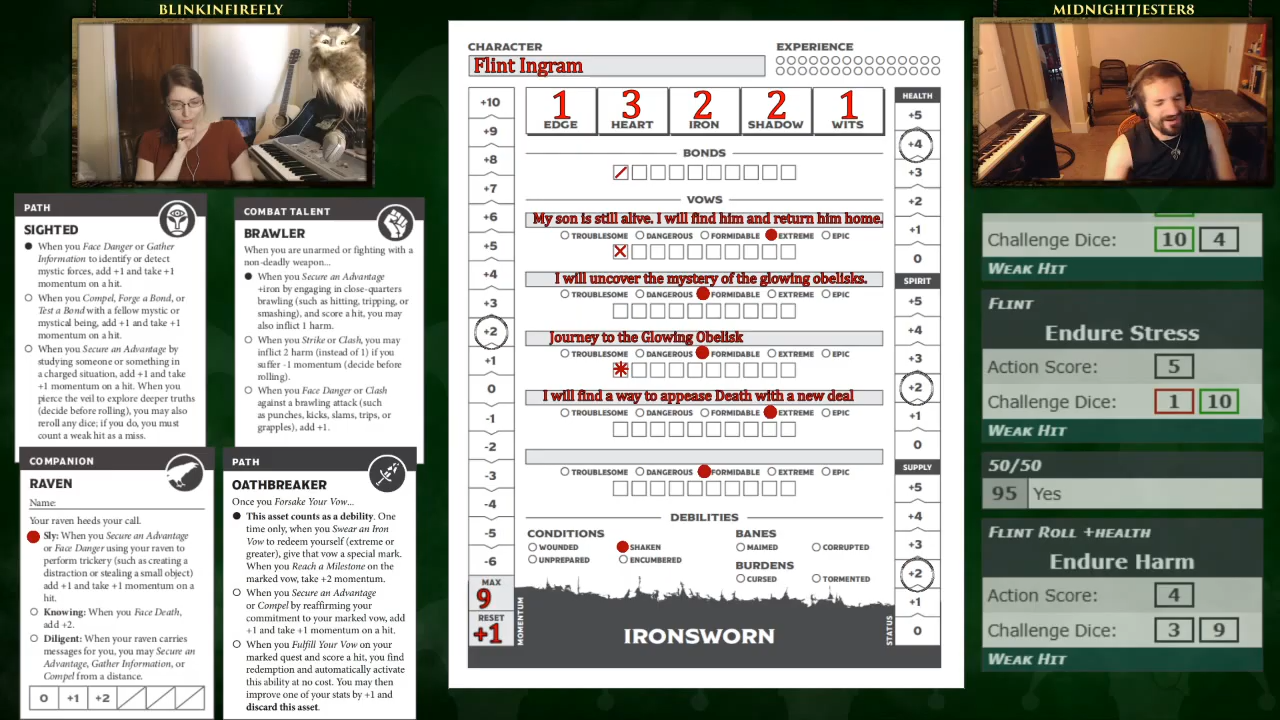 BLINKINFIREFLY
PATH
SIGHTED
When you Face Danger or Gather
Information to identify or detect
mystic forces, add +1 and take +1
momentum on a hit.
When you Compel, Forge a Bond, or
Test a Bond with a fellow mystic or
mystical being, add +1 and take +1
momentum on a hit.
When you Secure an Advantage by
studying someone or something in
a charged situation, add +1 and take
+1 momentum on a hit. When you
pierce the veil to explore deeper truths
(decide before rolling), you may also
reroll any dice; if you do, you must
count a weak hit as a miss.
COMBAT TALENT
BRAWLER
When you are unarmed or fighting with a
non-deadly weapon...
When you Secure an Advantage
+iron by engaging in close-quarters
brawling (such as hitting, tripping, or
smashing), and score a hit, you may
also inflict 1 harm.
When you Strike or Clash, you may
inflict 2 harm (instead of 1) if you
suffer -1 momentum (decide before
rolling).
When you Face Danger or Clash
against a brawling attack (such
as punches, kicks, slams, trips, or
grapples), add +1.
COMPANION
RAVEN
Name:
Your raven heeds your call.
Sly: When you Secure an Advantage
or Face Danger using your raven to
perform trickery (such as creating a
distraction or stealing a small object)
add +1 and take +1 momentum on a
hit.
Knowing: When you Face Death,
add +2.
Diligent: When your raven carries
messages for you, you may Secure an
Advantage, Gather Information, or
Compel from a distance.
0 +1 +2
PATH
OATHBREAKER
Once you Forsake Your Vow...
This asset counts as a debility. One
time only, when you Swear an Iron
Vow to redeem yourself (extreme or
greater), give that vow a special mark.
When you Reach a Milestone on the
marked vow, take +2 momentum.
When you Secure an Advantage
or Compel by reaffirming your
commitment to your marked vow, add
+1 and take +1 momentum on a hit.
When you Fulfill Your Vow on your
marked quest and score a hit, you find
redemption and automatically activate
this ability at no cost. You may then
improve one of your stats by +1 and
discard this asset.
CHARACTER
Flint Ingram
EXPERIENCE
+10
+9
+8
+7
+6
+5
+4
+3
+2
+1
0
-1
-2
-3
-4
-5
-6
MAX
9
RESET
+1
MOMENTUM
1 3 2 2 1
EDGE HEART IRON SHADOW WITS
BONDS
VOWS
My son is still alive. I will find him and return him home.
TROUBLESOME DANGEROUS FORMIDABLE EXTREME EPIC
I will uncover the mystery of the glowing obelisks.
TROUBLESOME DANGEROUS FORMIDABLE EXTREME EPIC
Journey to the Glowing Obelisk
TROUBLESOME DANGEROUS FORMIDABLE EXTREME EPIC
I will find a way to appease Death with a new deal
TROUBLESOME DANGEROUS FORMIDABLE EXTREME EPIC
TROUBLESOME DANGEROUS FORMIDABLE EXTREME EPIC
DEBILITIES
CONDITIONS
WOUNDED SHAKEN
UNPREPARED ENCUMBERED
BANES
MAIMED CORRUPTED
BURDENS
CURSED TORMENTED
IRONSWORN
HEALTH
+5
+4
+3
+2
+1
0
SPIRIT
+5
+4
+3
+2
+1
0
SUPPLY
+5
+4
+3
+2
+1
0
STATUS
MIDNIGHTJESTER8
Challenge Dice: 10 4
WEAK HIT
FLINT
Endure Stress
Action Score: 5
Challenge Dice: 1 10
WEAK HIT
50/50
95 Yes
FLINT ROLL +HEALTH
Endure Harm
Action Score: 4
Challenge Dice: 3 9
WEAK HIT